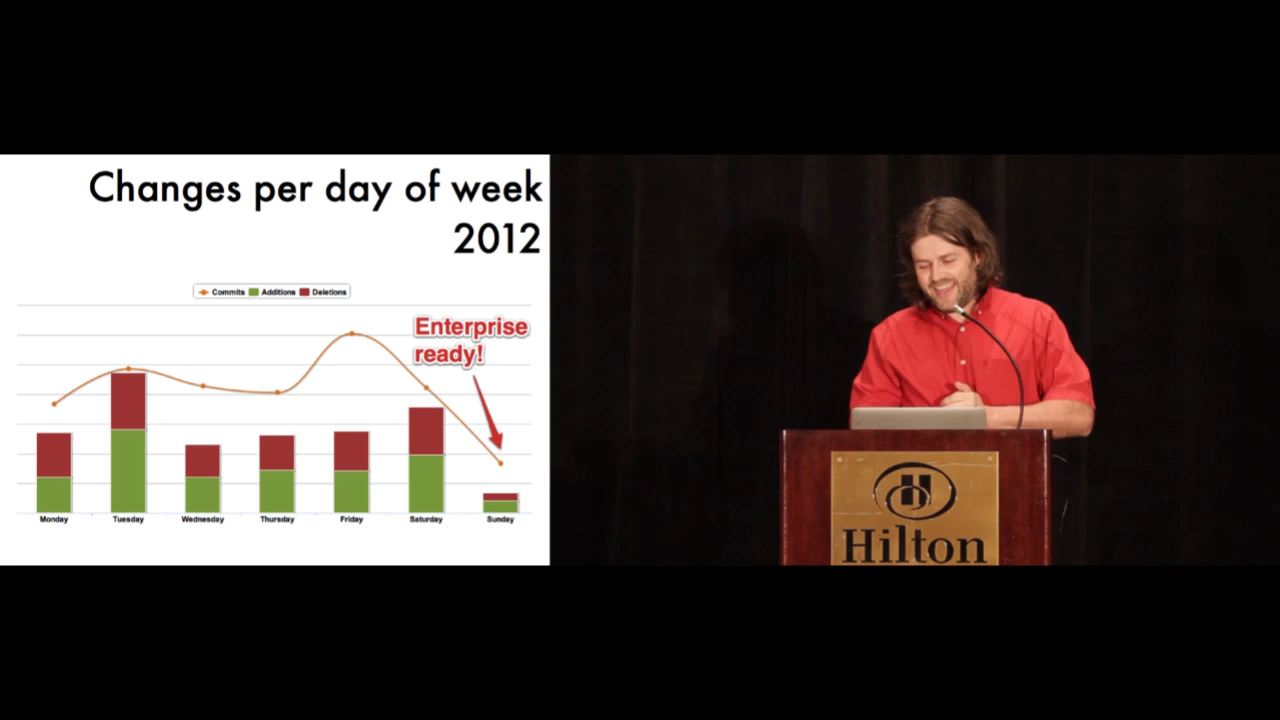 Changes per day of week
2012
Commits Additions Deletions
Enterprise
ready!
Monday Tuesday Wednesday Thursday Friday Saturday Sunday
Hilton